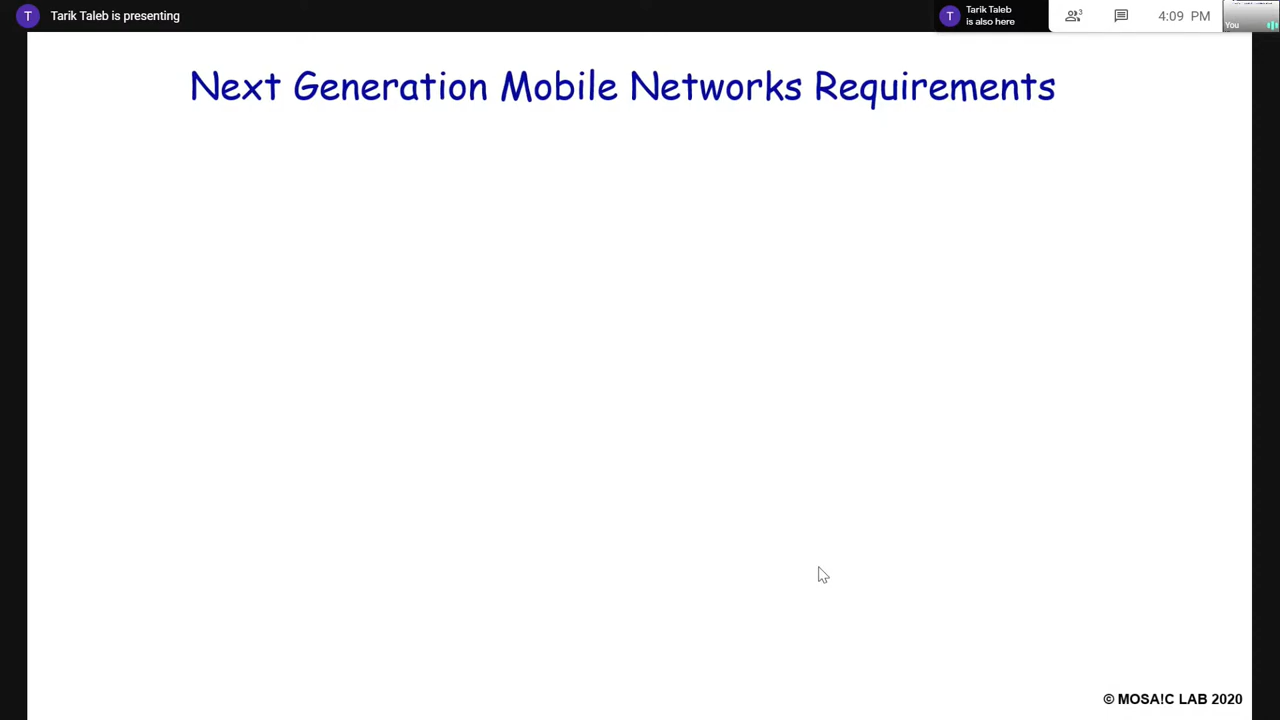 T Tarik Taleb is presenting
T Tarik Taleb
is also here
3
4:09 PM
You
Next Generation Mobile Networks Requirements
© MOSA!C LAB 2020